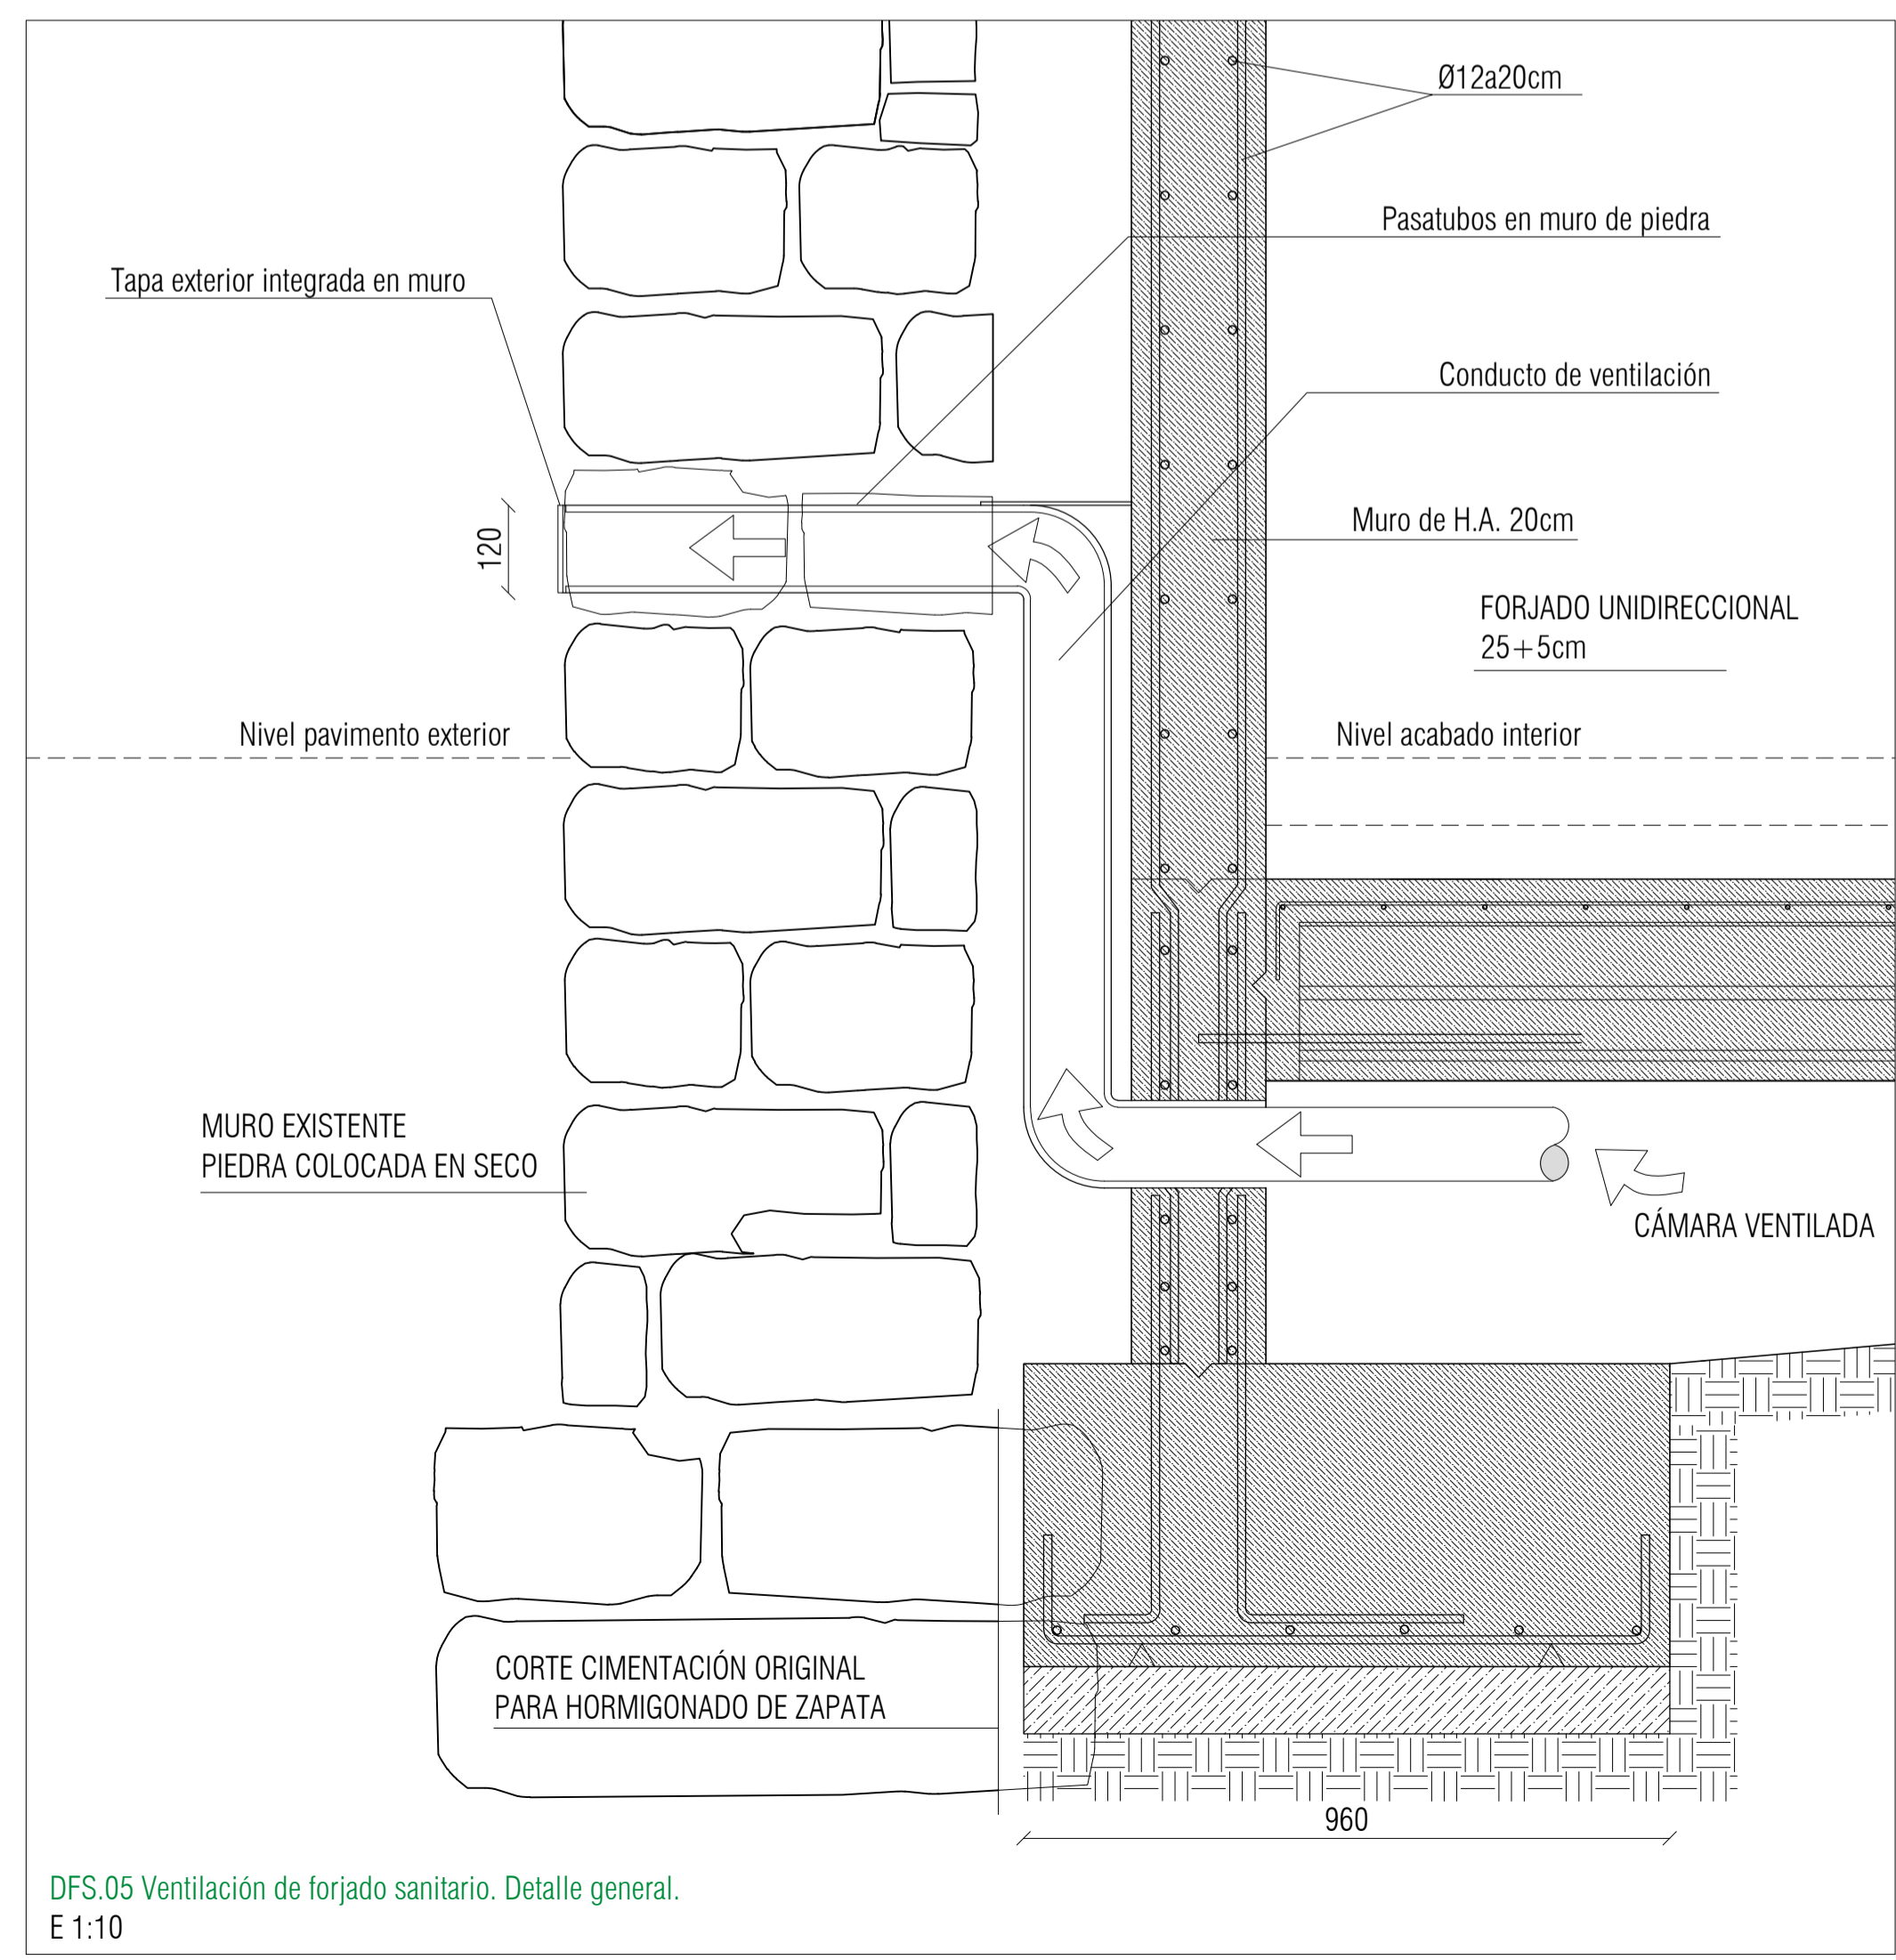 Ø12a20cm
Pasatubos en muro de piedra
Tapa exterior integrada en muro
Conducto de ventilación
120
Muro de H.A. 20cm
FORJADO UNIDIRECCIONAL
25+5cm
Nivel pavimento exterior
Nivel acabado interior
MURO EXISTENTE
PIEDRA COLOCADA EN SECO
CÁMARA VENTILADA
CORTE CIMENTACIÓN ORIGINAL
PARA HORMIGONADO DE ZAPATA
960
DFS.05 Ventilación de forjado sanitario. Detalle general.
E 1:10